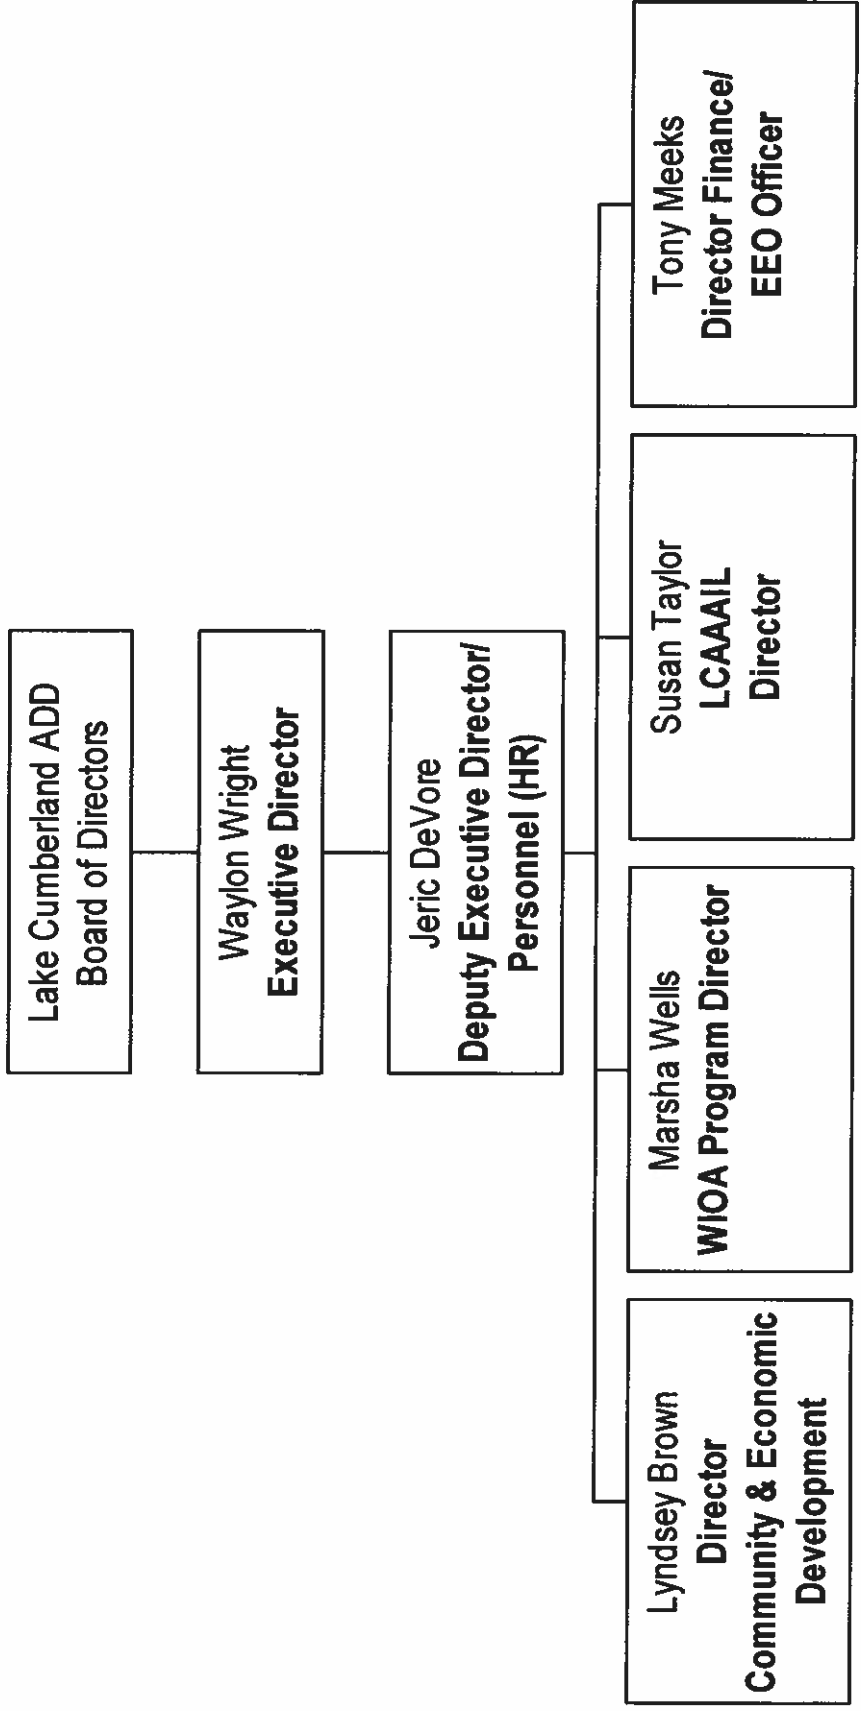 Lake Cumberland ADD
Board of Directors
Waylon Wright
Executive Director
Jeric DeVore
Deputy Executive Director/
Personnel (HR)
Lyndsey Brown
Director
Community & Economic
Development
Marsha Wells
WIOA Program Director
Susan Taylor
LCAAAIL
Director
Tony Meeks
Director Finance/
EEO Officer